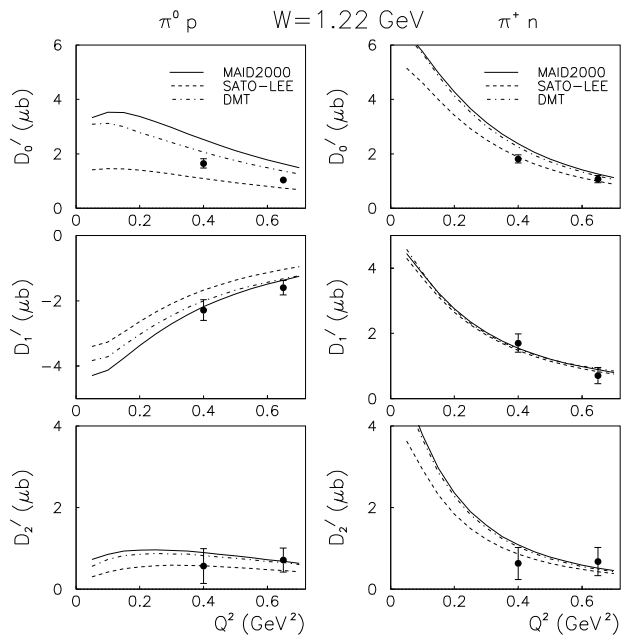 π⁰ p W=1.22 GeV π⁺ n
D₀′ (μb)
6
4
2
0
MAID2000
SATO-LEE
DMT
0 0.2 0.4 0.6
D₀′ (μb)
6
4
2
0
MAID2000
SATO-LEE
DMT
0 0.2 0.4 0.6
D₁′ (μb)
0
−2
−4
0 0.2 0.4 0.6
D₁′ (μb)
4
2
0
0 0.2 0.4 0.6
D₂′ (μb)
4
2
0
0 0.2 0.4 0.6
Q² (GeV²)
D₂′ (μb)
4
2
0
0 0.2 0.4 0.6
Q² (GeV²)